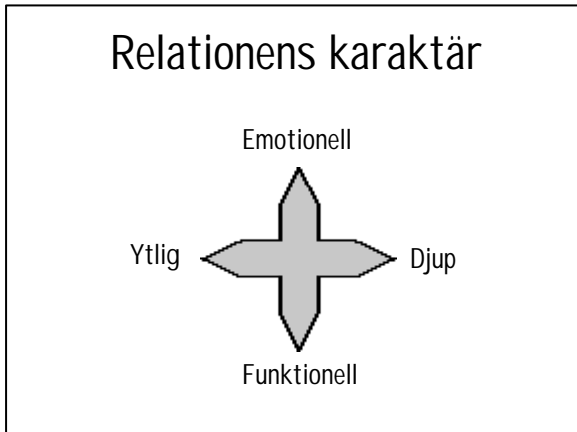 Relationens karaktär
Emotionell
Ytlig
Djup
Funktionell